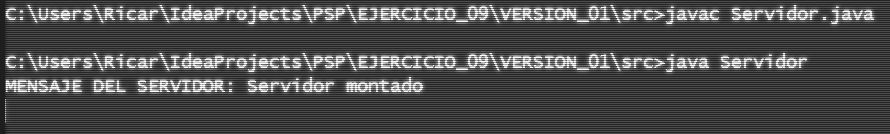 C:\Users\Ricar\IdeaProjects\PSP\EJERCICIO_09\VERSION_01\src>javac Servidor.java
C:\Users\Ricar\IdeaProjects\PSP\EJERCICIO_09\VERSION_01\src>java Servidor
MENSAJE DEL SERVIDOR: Servidor montado